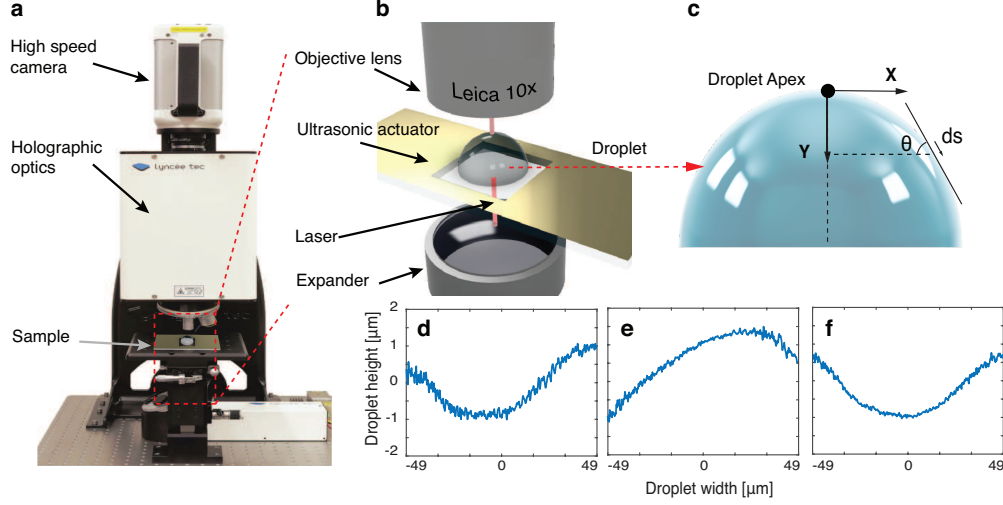 a
High speed
camera
Holographic
optics
lyncée tec
Sample
b
Objective lens
Leica 10x
Ultrasonic actuator
Droplet
Laser
Expander
c
Droplet Apex
X
Y
θ
ds
d
e
f
Droplet height [µm]
2
1
0
-1
-2
-49
0
49
-49
0
49
-49
0
49
Droplet width [µm]